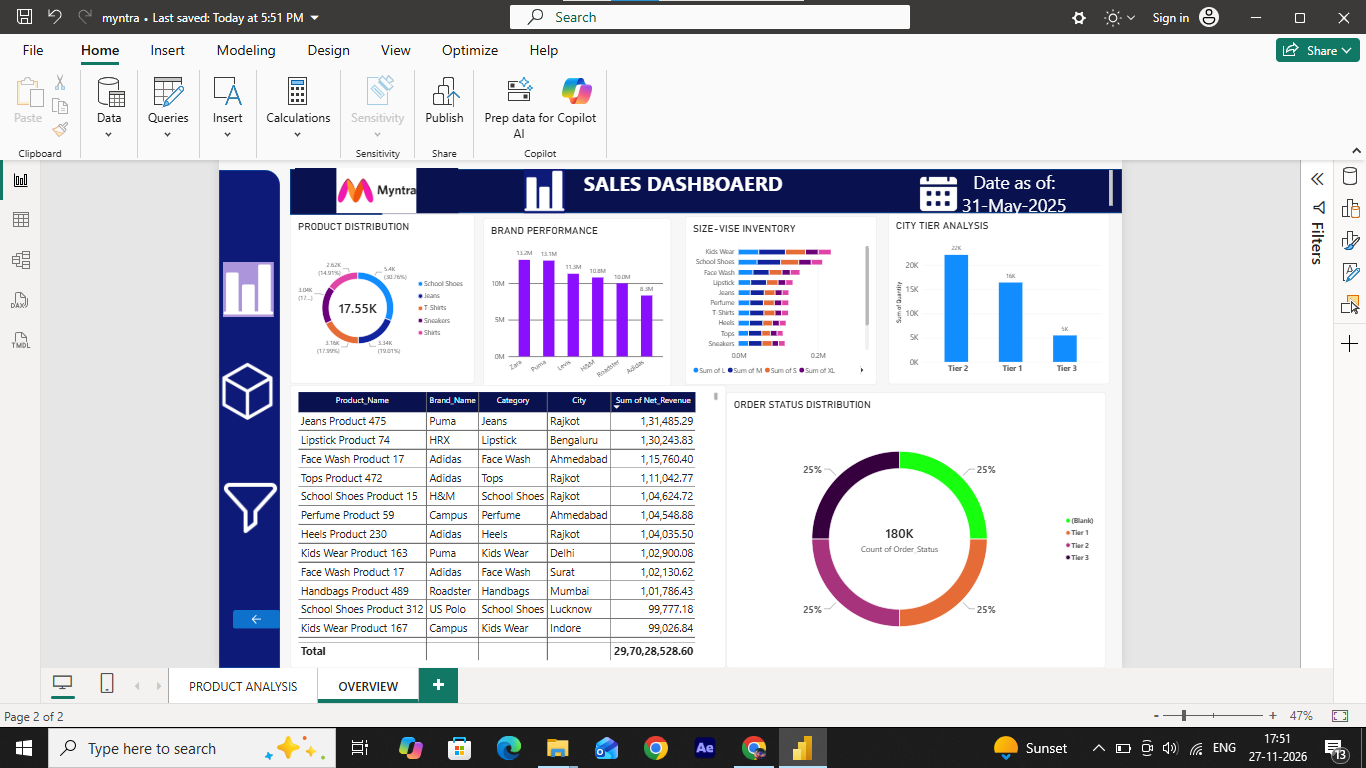 myntra • Last saved: Today at 5:51 PM
Search
Sign in
File Home Insert Modeling Design View Optimize Help
Share
Paste
Data
Queries
Insert
Calculations
Sensitivity
Publish
Prep data for AI
Copilot
Clipboard
Sensitivity
Share
Copilot
DAX
TMDL
Filters
Myntra
SALES DASHBOAERD
Date as of:
31-May-2025
PRODUCT DISTRIBUTION
2.62K
(14.91%)
5.4K
(30.76%)
3.04K
(17...)
17.55K
3.16K
(17.99%)
3.34K
(19.01%)
School Shoes
Jeans
T Shirts
Sneakers
Shirts
BRAND PERFORMANCE
13.2M 13.1M 11.3M 10.8M 10.0M 8.3M
10M
5M
0M
Zara Puma Levis H&M Roadster Adidas
SIZE-VISE INVENTORY
Kids Wear
School Shoes
Face Wash
Lipstick
Jeans
Perfume
T Shirts
Heels
Tops
Sneakers
0.0M 0.2M
Sum of L Sum of M Sum of S Sum of XL
CITY TIER ANALYSIS
Sum of Quantity
22K
16K
5K
20K
15K
10K
5K
0K
Tier 2 Tier 1 Tier 3
Product_Name Brand_Name Category City Sum of Net_Revenue
Jeans Product 475 Puma Jeans Rajkot 1,31,485.29
Lipstick Product 74 HRX Lipstick Bengaluru 1,30,243.83
Face Wash Product 17 Adidas Face Wash Ahmedabad 1,15,760.40
Tops Product 472 Adidas Tops Rajkot 1,11,042.77
School Shoes Product 15 H&M School Shoes Rajkot 1,04,624.72
Perfume Product 59 Campus Perfume Ahmedabad 1,04,548.88
Heels Product 230 Adidas Heels Rajkot 1,04,035.50
Kids Wear Product 163 Puma Kids Wear Delhi 1,02,900.08
Face Wash Product 17 Adidas Face Wash Surat 1,02,130.62
Handbags Product 489 Roadster Handbags Mumbai 1,01,786.43
School Shoes Product 312 US Polo School Shoes Lucknow 99,777.18
Kids Wear Product 167 Campus Kids Wear Indore 99,026.84
Total 29,70,28,528.60
ORDER STATUS DISTRIBUTION
25% 25%
180K
Count of Order_Status
25% 25%
(Blank)
Tier 1
Tier 2
Tier 3
PRODUCT ANALYSIS OVERVIEW
Page 2 of 2
47%
Type here to search
Ae
Sunset
ENG
17:51
27-11-2026
13